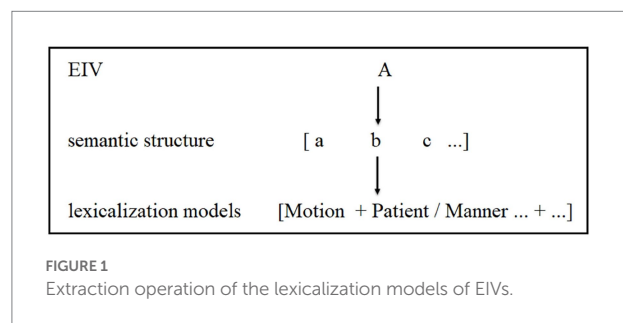 EIV A
semantic structure [ a b c ...]
lexicalization models [Motion + Patient / Manner ... + ...]
FIGURE 1
Extraction operation of the lexicalization models of EIVs.